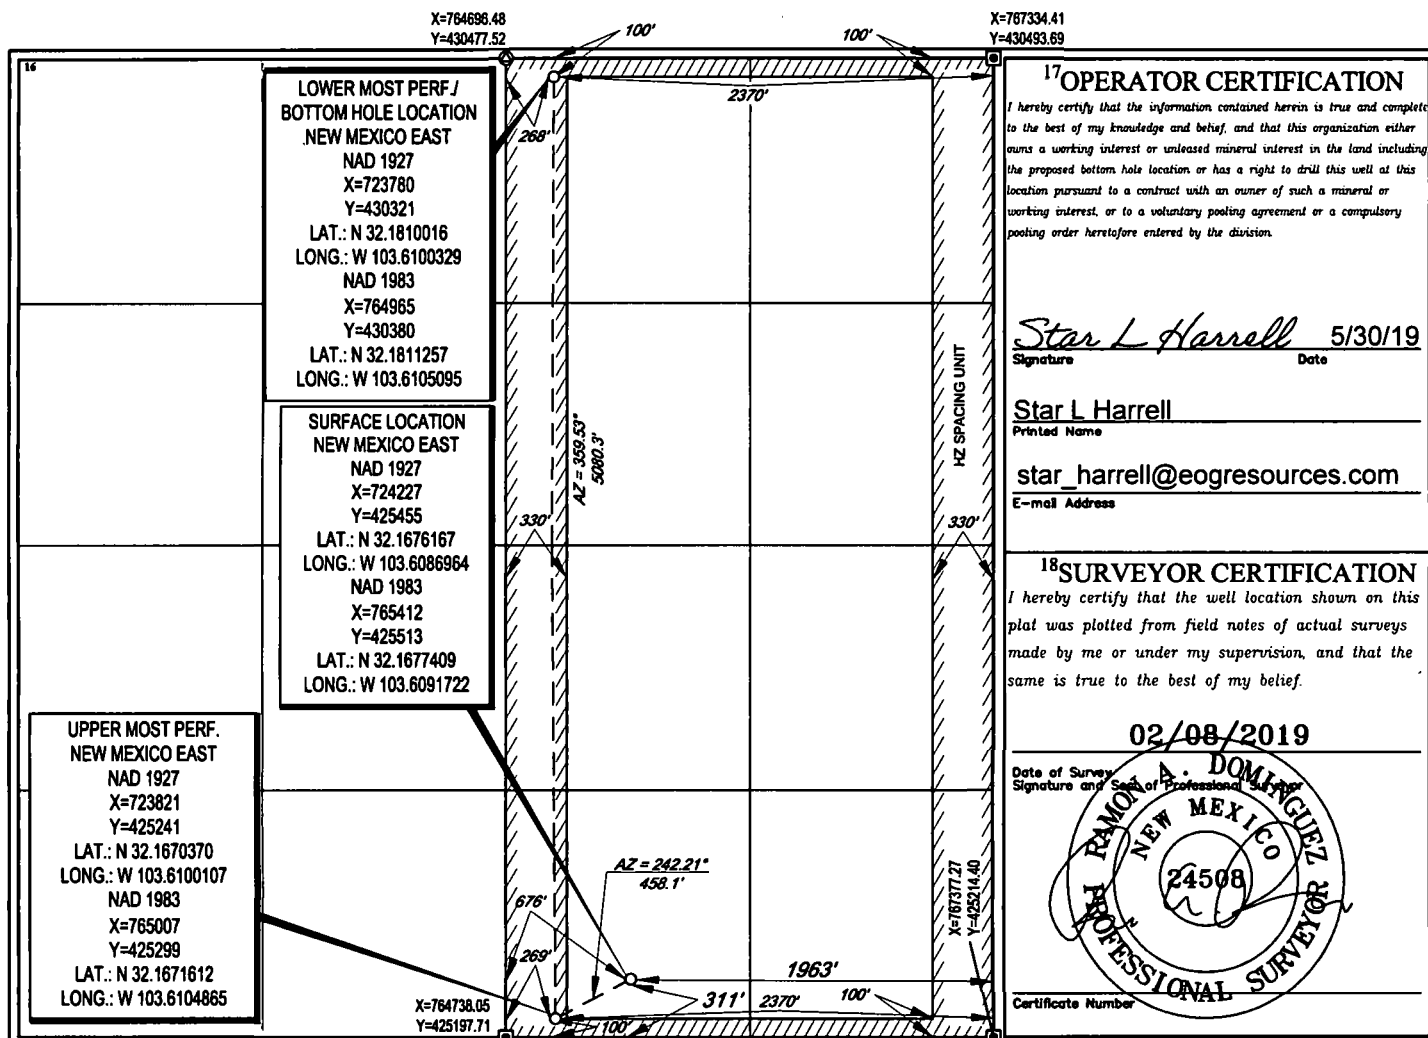 X=764696.48
Y=430477.52
100'
100'
X=767334.41
Y=430493.69
16
LOWER MOST PERF./
BOTTOM HOLE LOCATION
NEW MEXICO EAST
NAD 1927
X=723780
Y=430321
LAT.: N 32.1810016
LONG.: W 103.6100329
NAD 1983
X=764965
Y=430380
LAT.: N 32.1811257
LONG.: W 103.6105095
268'
2370'
SURFACE LOCATION
NEW MEXICO EAST
NAD 1927
X=724227
Y=425455
LAT.: N 32.1676167
LONG.: W 103.6086964
NAD 1983
X=765412
Y=425513
LAT.: N 32.1677409
LONG.: W 103.6091722
AZ = 359.53°
5080.3'
HZ SPACING UNIT
330'
330'
UPPER MOST PERF.
NEW MEXICO EAST
NAD 1927
X=723821
Y=425241
LAT.: N 32.1670370
LONG.: W 103.6100107
NAD 1983
X=765007
Y=425299
LAT.: N 32.1671612
LONG.: W 103.6104865
AZ = 242.21°
458.1'
676'
269'
X=767377.27
Y=425214.40
1963'
311'
2370'
100'
100'
X=764738.05
Y=425197.71
17 OPERATOR CERTIFICATION
I hereby certify that the information contained herein is true and complete
to the best of my knowledge and belief, and that this organization either
owns a working interest or unleased mineral interest in the land including
the proposed bottom hole location or has a right to drill this well at this
location pursuant to a contract with an owner of such a mineral or
working interest, or to a voluntary pooling agreement or a compulsory
pooling order heretofore entered by the division.
Star L Harrell 5/30/19
Signature Date
Star L Harrell
Printed Name
star_harrell@eogresources.com
E-mail Address
18 SURVEYOR CERTIFICATION
I hereby certify that the well location shown on this
plat was plotted from field notes of actual surveys
made by me or under my supervision, and that the
same is true to the best of my belief.
02/08/2019
Date of Survey
Signature and Seal of Professional Surveyor
RAMON A. DOMINGUEZ
NEW MEXICO
24508
PROFESSIONAL SURVEYOR
Certificate Number